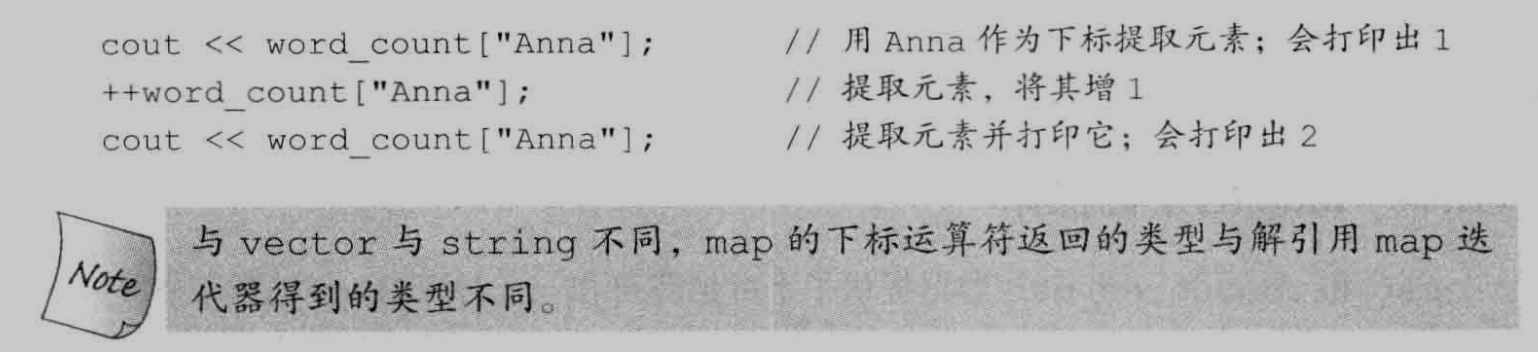 cout << word_count["Anna"]; // 用 Anna 作为下标提取元素；会打印出 1
++word_count["Anna"]; // 提取元素，将其增 1
cout << word_count["Anna"]; // 提取元素并打印它；会打印出 2
与 vector 与 string 不同，map 的下标运算符返回的类型与解引用 map 迭
Note
代器得到的类型不同。